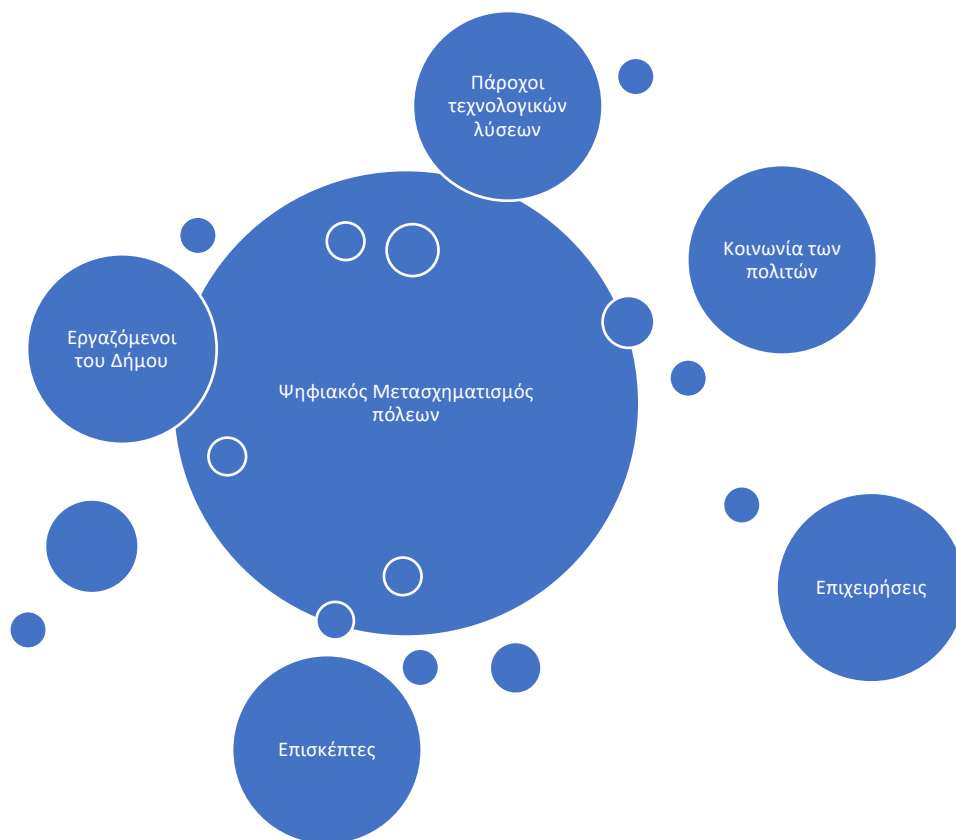 Πάροχοι
τεχνολογικών
λύσεων
Κοινωνία των
πολιτών
Εργαζόμενοι
του Δήμου
Ψηφιακός Μετασχηματισμός
πόλεων
Επιχειρήσεις
Επισκέπτες